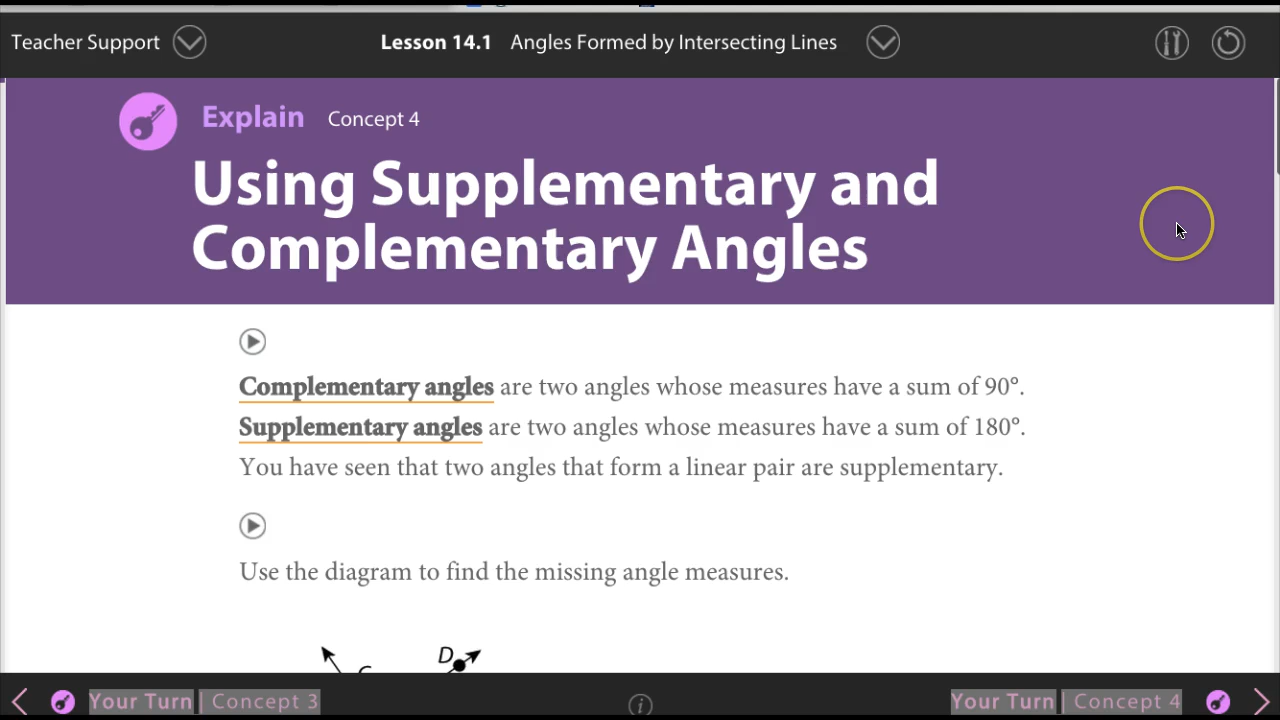 Teacher Support
Lesson 14.1 Angles Formed by Intersecting Lines
Explain Concept 4
Using Supplementary and
Complementary Angles
Complementary angles are two angles whose measures have a sum of 90°.
Supplementary angles are two angles whose measures have a sum of 180°.
You have seen that two angles that form a linear pair are supplementary.
Use the diagram to find the missing angle measures.
D
Your Turn | Concept 3
i
Your Turn | Concept 4